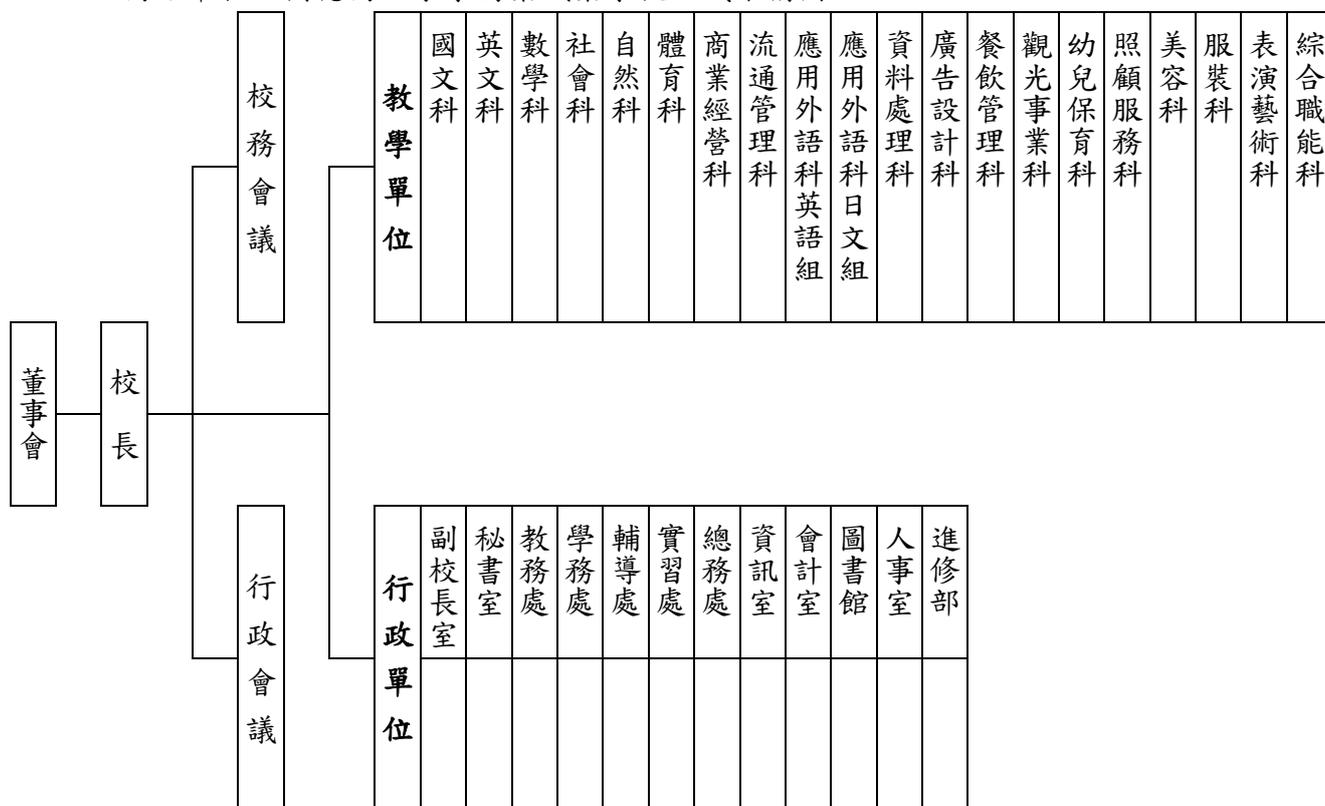 董事會
校長
校務會議
行政會議
教學單位
國文科
英文科
數學科
社會科
自然科
體育科
商業經營科
流通管理科
應用外語科英語組
應用外語科日文組
資料處理科
廣告設計科
餐飲管理科
觀光事業科
幼兒保育科
照顧服務科
美容科
服裝科
表演藝術科
綜合職能科
行政單位
副校長室
秘書室
教務處
學務處
輔導處
實習處
總務處
資訊室
會計室
圖書館
人事室
進修部